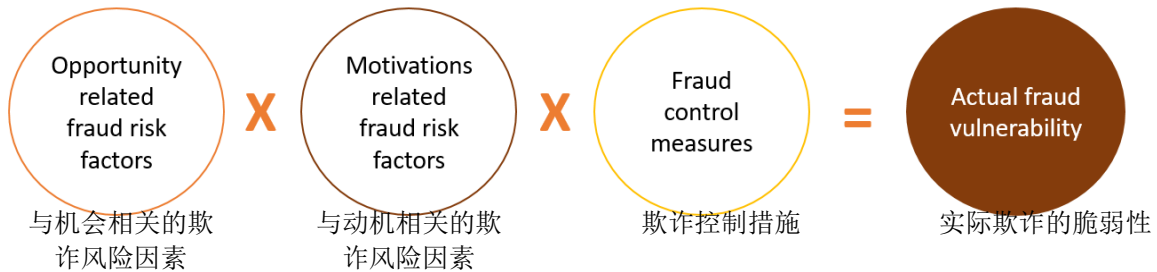 Opportunity
related
fraud risk
factors
X
Motivations
related
fraud risk
factors
X
Fraud
control
measures
=
Actual fraud
vulnerability
与机会相关的欺
诈风险因素
与动机相关的欺
诈风险因素
欺诈控制措施
实际欺诈的脆弱性